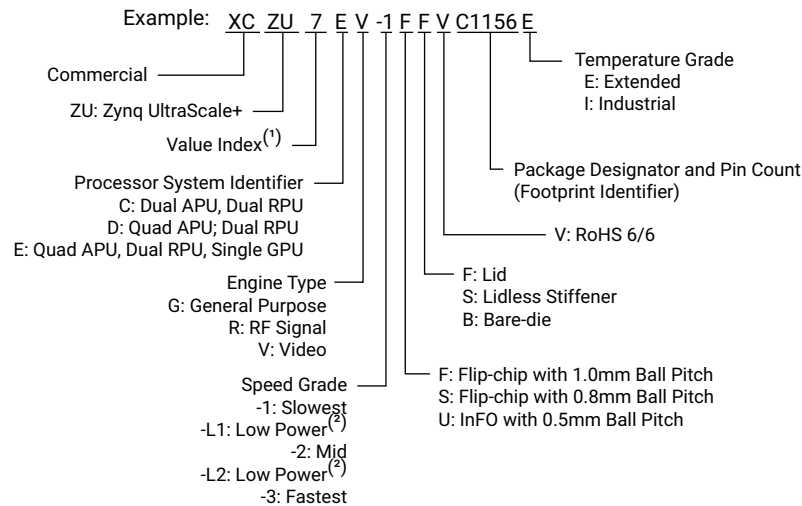 Example: XC ZU 7 E V -1 F F V C1156 E
Commercial
ZU: Zynq UltraScale+
Value Index(1)
Processor System Identifier
C: Dual APU, Dual RPU
D: Quad APU; Dual RPU
E: Quad APU, Dual RPU, Single GPU
Engine Type
G: General Purpose
R: RF Signal
V: Video
Speed Grade
-1: Slowest
-L1: Low Power(2)
-2: Mid
-L2: Low Power(2)
-3: Fastest
Temperature Grade
E: Extended
I: Industrial
Package Designator and Pin Count
(Footprint Identifier)
V: RoHS 6/6
F: Lid
S: Lidless Stiffener
B: Bare-die
F: Flip-chip with 1.0mm Ball Pitch
S: Flip-chip with 0.8mm Ball Pitch
U: InFO with 0.5mm Ball Pitch